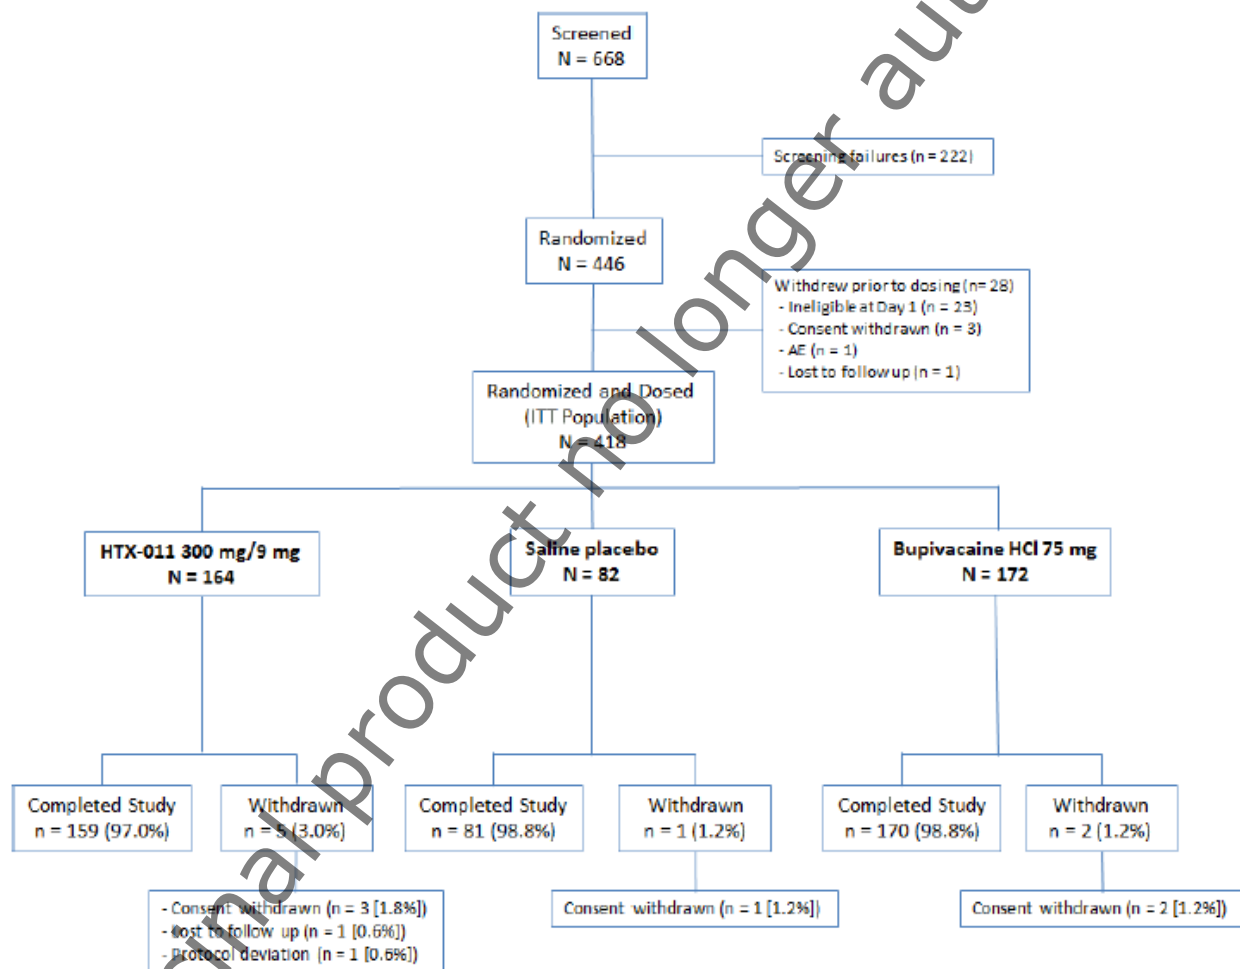 Screened
N = 668
Screening failures (n = 222)
Randomized
N = 446
Withdrew prior to dosing (n= 28)
- Ineligible at Day 1 (n = 23)
- Consent withdrawn (n = 3)
- AE (n = 1)
- Lost to follow up (n = 1)
Randomized and Dosed
(ITT Population)
N = 418
HTX-011 300 mg/9 mg
N = 164
Saline placebo
N = 82
Bupivacaine HCl 75 mg
N = 172
Completed Study
n = 159 (97.0%)
Withdrawn
n = 5 (3.0%)
Completed Study
n = 81 (98.8%)
Withdrawn
n = 1 (1.2%)
Completed Study
n = 170 (98.8%)
Withdrawn
n = 2 (1.2%)
- Consent withdrawn (n = 3 [1.8%])
- Lost to follow up (n = 1 [0.6%])
- Protocol deviation (n = 1 [0.6%])
Consent withdrawn (n = 1 [1.2%])
Consent withdrawn (n = 2 [1.2%])
product no longer